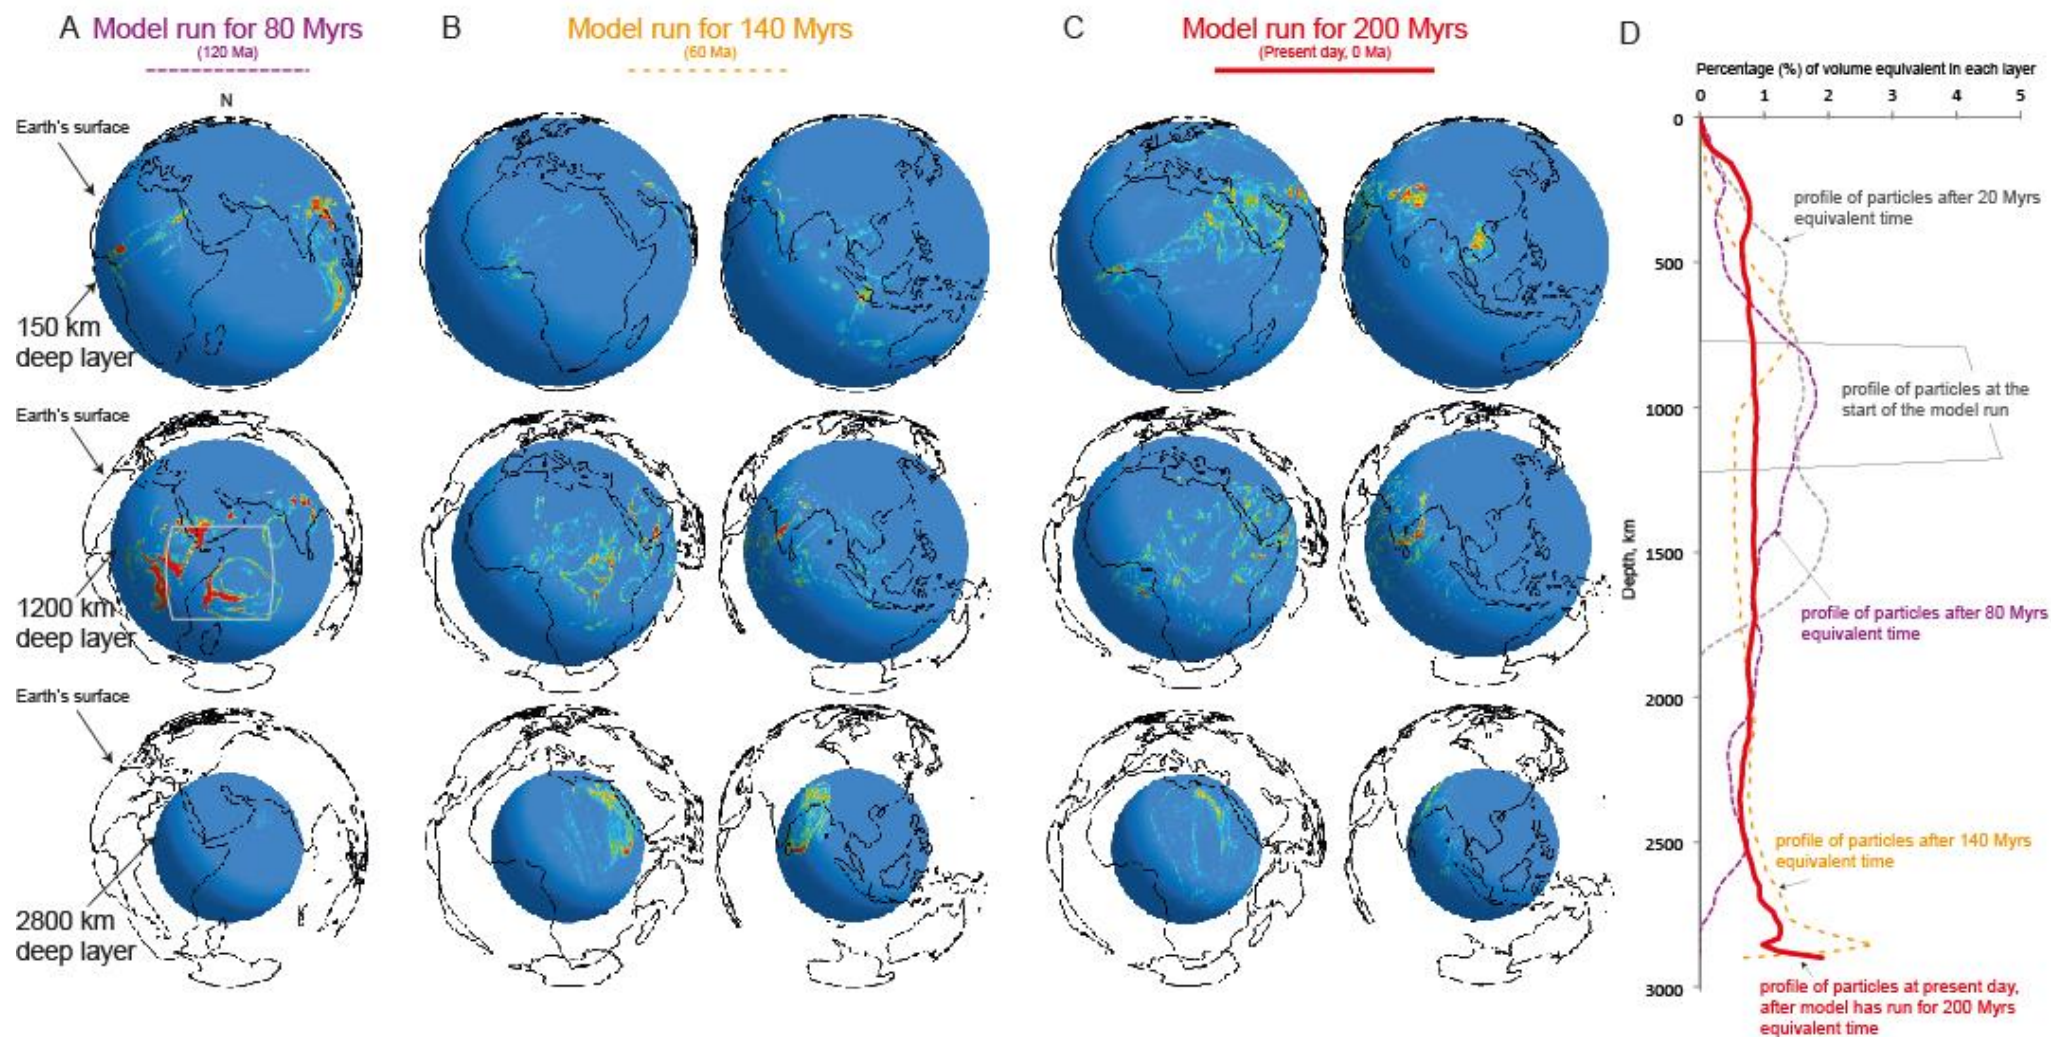 A Model run for 80 Myrs
(120 Ma)
N
Earth's surface
150 km
deep layer
Earth's surface
1200 km
deep layer
Earth's surface
2800 km
deep layer
B Model run for 140 Myrs
(60 Ma)
C Model run for 200 Myrs
(Present day, 0 Ma)
D
Percentage (%) of volume equivalent in each layer
0 1 2 3 4 5
0
500
1000
1500
2000
2500
3000
Depth, km
profile of particles after 20 Myrs
equivalent time
profile of particles at the
start of the model run
profile of particles after 80 Myrs
equivalent time
profile of particles after 140 Myrs
equivalent time
profile of particles at present day,
after model has run for 200 Myrs
equivalent time